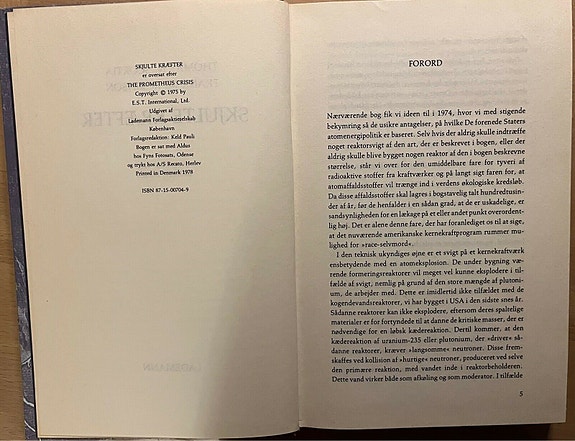 SKJULTE KRÆFTER
er oversat efter
THE PROMETHEUS CRISIS
Copyright © 1975 by
E.S.T. International, Ltd.
Udgivet af
Lademann Forlagsaktieselskab
København
Forlagsredaktion: Keld Pauli
Bogen er sat med Aldus
hos Fyns Fotosats, Odense
og trykt hos A/S Recato, Herlev
Printed in Denmark 1978
ISBN 87-15-00704-9
FORORD
Nærværende bog fik vi ideen til i 1974, hvor vi med stigende
bekymring så de usikre antagelser, på hvilke De forenede Staters
atomenergipolitik er baseret. Selv hvis der aldrig skulle indtræffe
noget reaktorsvigt af den art, der er beskrevet i bogen, eller der
aldrig skulle blive bygget nogen reaktor af den i bogen beskrevne
størrelse, står vi over for den umiddelbare fare for tyveri af
radioaktive stoffer fra kraftværker og på langt sigt faren for, at
atomaffaldsstoffer vil trænge ind i verdens økologiske kredsløb.
Da disse affaldsstoffer skal lagres i bogstavelig talt hundredtusin-
der af år, før de henfalder i en sådan grad, at de er uskadelige, er
sandsynligheden for en lækage på et eller andet punkt overordent-
lig høj. Det er alene denne fare, der har foranlediget os til at sige,
at det nuværende amerikanske kernekraftprogram rummer mu-
lighed for »race-selvmord«.
I den teknisk ukyndiges øjne er et svigt på et kernekraftværk
ensbetydende med en atomeksplosion. De under bygning væ-
rende formeringsreaktorer vil meget vel kunne eksplodere i til-
fælde af svigt, nemlig på grund af den store mængde af plutoni-
um, de arbejder med. Dette er imidlertid ikke tilfældet med de
kogendevandsreaktorer, vi har bygget i USA i den sidste snes år.
Sådanne reaktorer kan ikke eksplodere, eftersom deres spaltelige
materialer er for fortyndede til at danne de kritiske masser, der er
nødvendige for en løbsk kædereaktion. Dertil kommer, at den
kædereaktion af uranium-235 eller plutonium, der »driver« så-
danne reaktorer, kræver »langsomme« neutroner. Disse frem-
skaffes ved kollision af »hurtige« neutroner, produceret ved selve
den primære reaktion, med vandet inde i reaktorbeholderen.
Dette vand virker både som afkøling og som moderator. I tilfælde
5